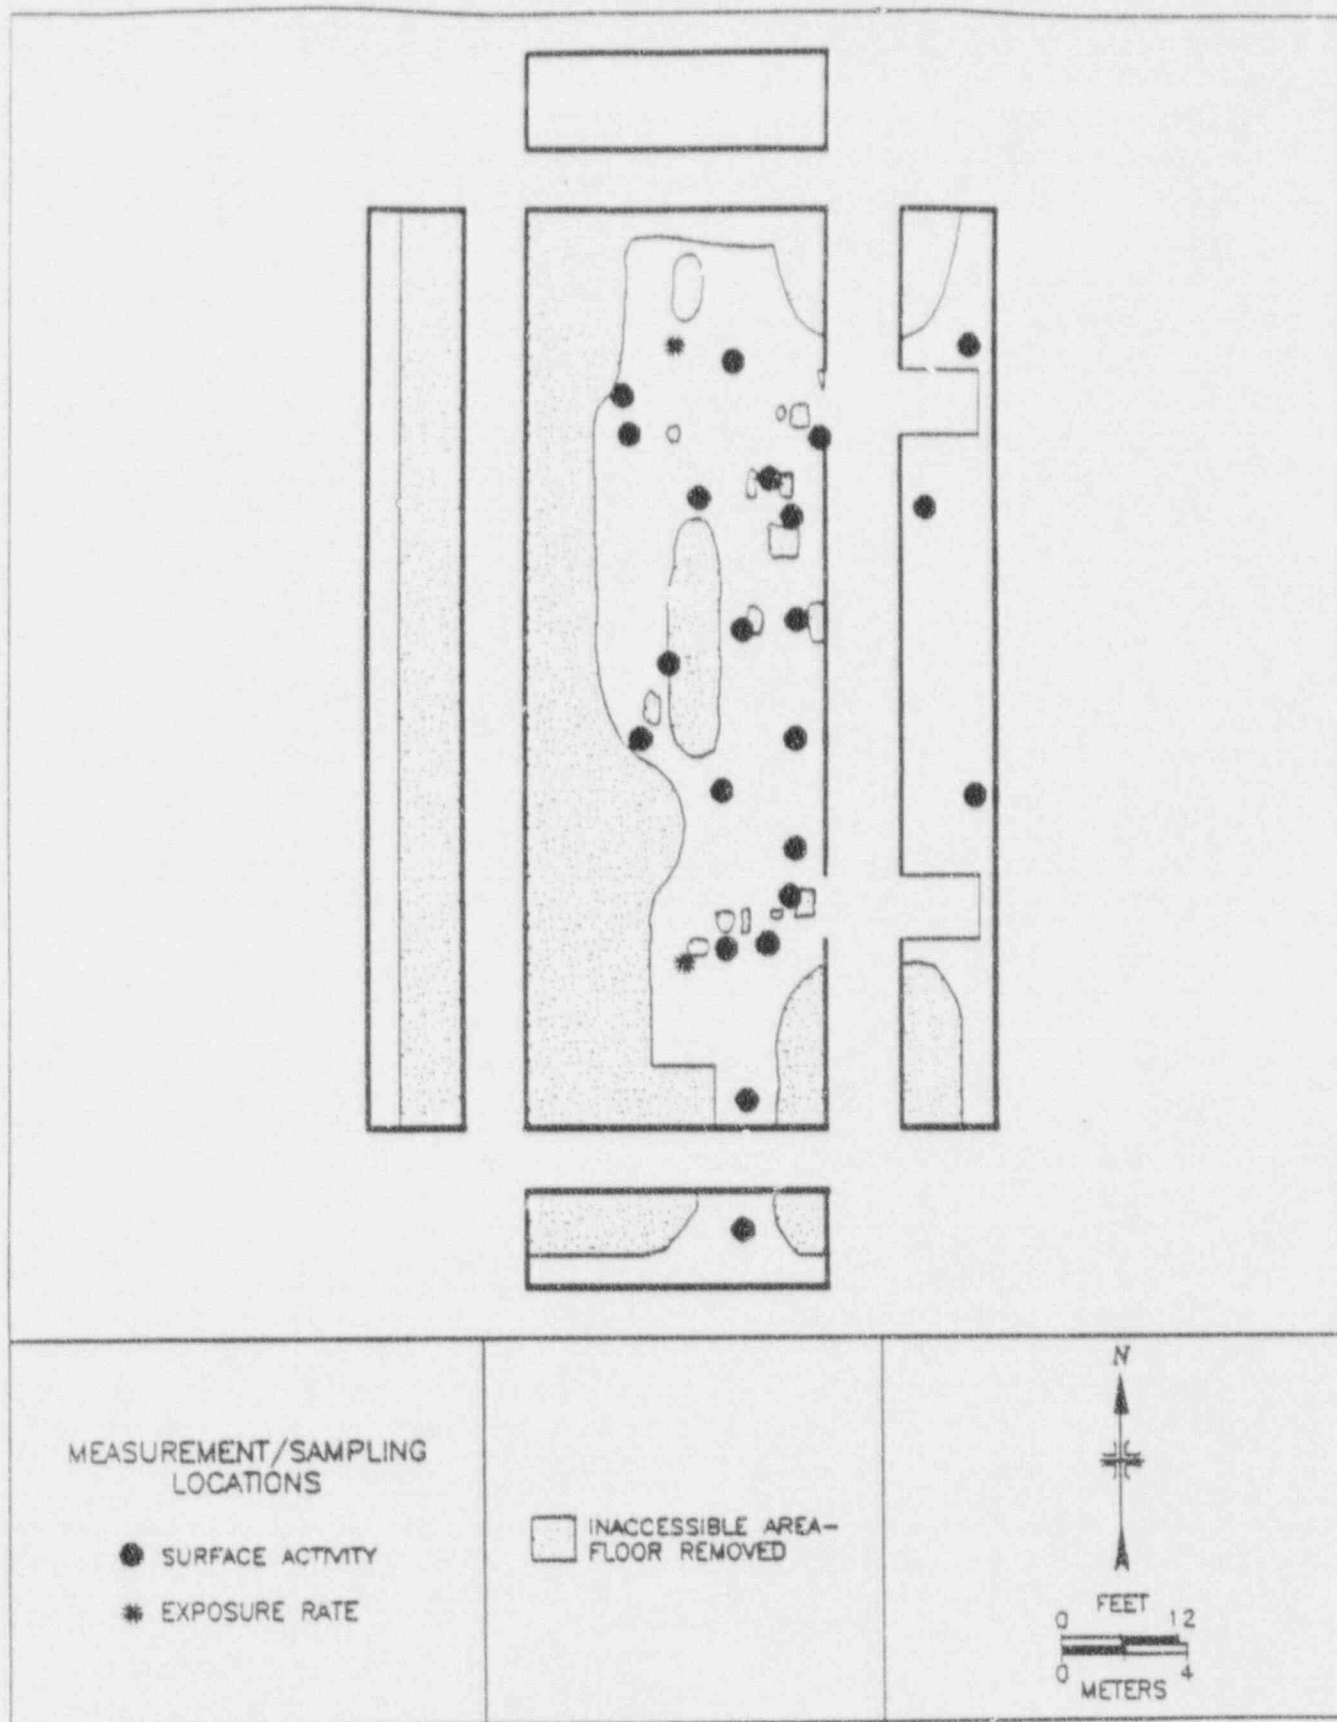 MEASUREMENT/SAMPLING
LOCATIONS
SURFACE ACTIVITY
EXPOSURE RATE
INACCESSIBLE AREA-
FLOOR REMOVED
N
FEET
0 12
0 4
METERS